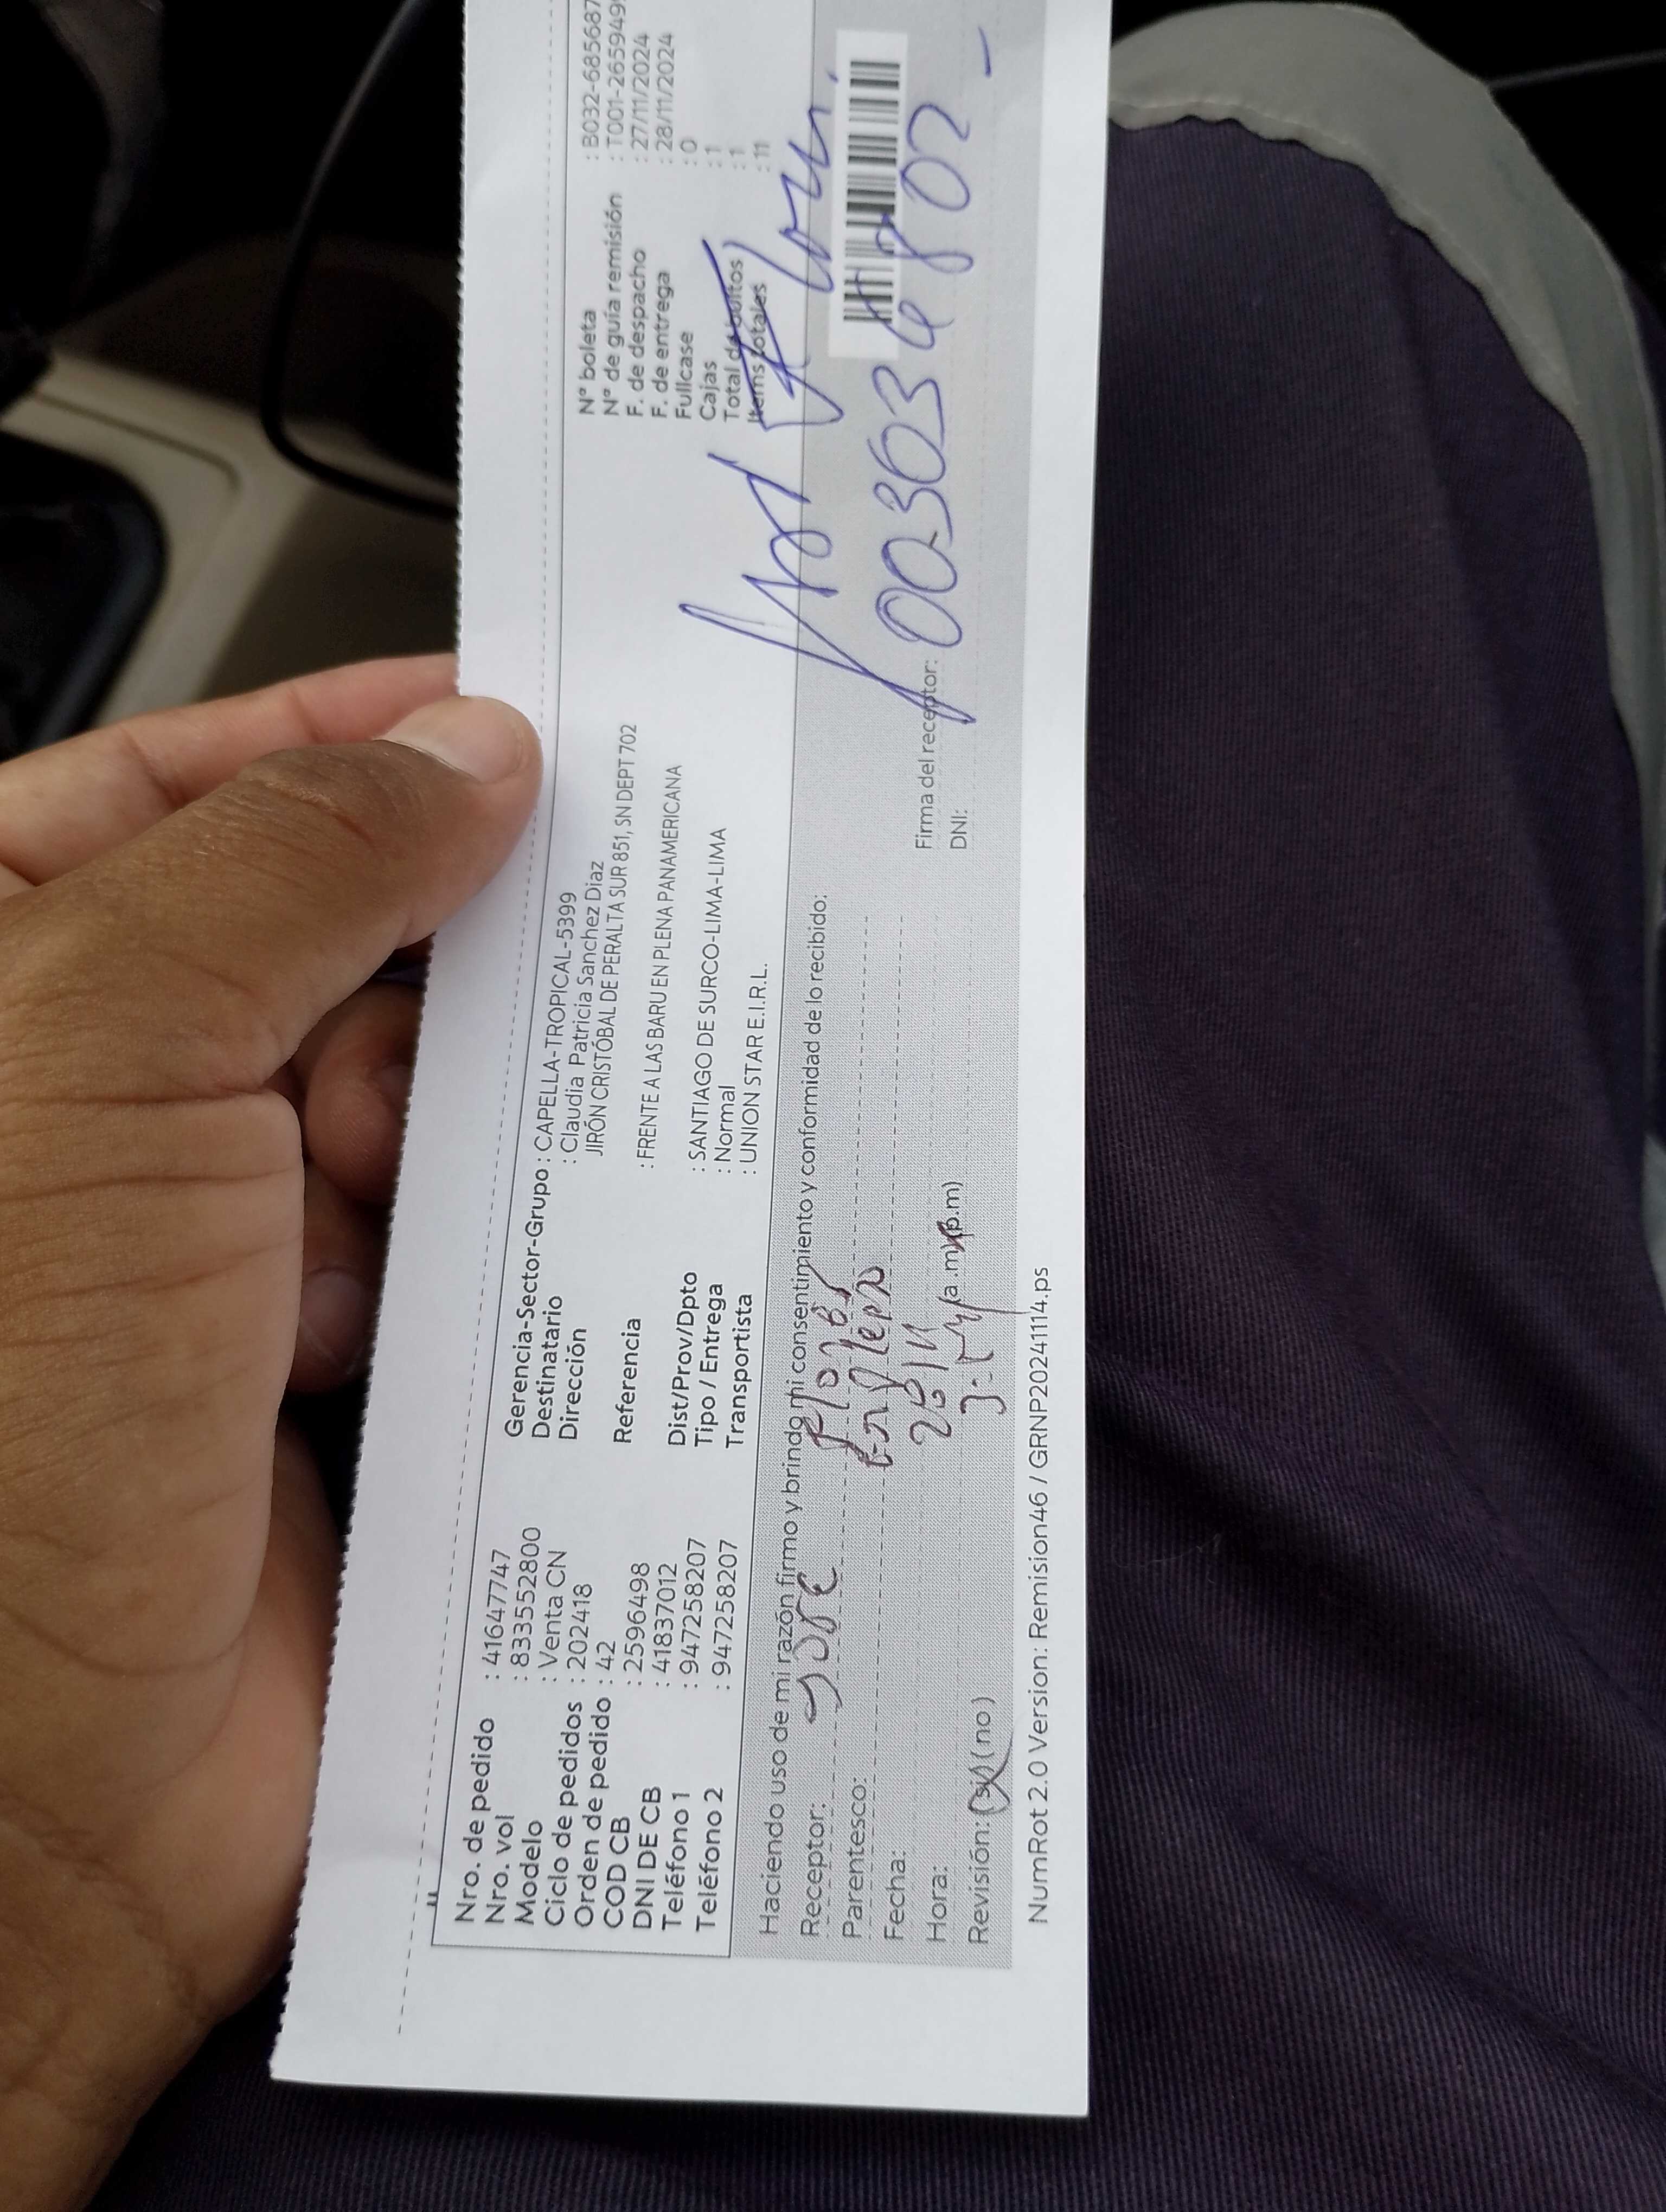 Nro. de pedido : 41647747
Nro. vol : 8335552800
Modelo : Venta CN
Ciclo de pedidos : 202418
Orden de pedido : 42
COD CB : 2596498
DNI DE CB : 41837012
Teléfono 1 : 947258207
Teléfono 2 : 947258207
Gerencia-Sector-Grupo : CAPELLA-TROPICAL-5399
Destinatario : Claudia Patricia Sanchez Diaz
Dirección JIRÓN CRISTÓBAL DE PERALTA SUR 851, SN DEPT 702
Referencia : FRENTE A LAS BARU EN PLENA PANAMERICANA
Dist/Prov/Dpto : SANTIAGO DE SURCO-LIMA-LIMA
Tipo / Entrega : Normal
Transportista : UNION STAR E.I.R.L.
N° boleta : B032-685687
N° de guía remisión : T001-265949
F. de despacho : 27/11/2024
F. de entrega : 28/11/2024
Fullcase : 0
Cajas : 1
Total de bultos : 1
Items totales : 11
Haciendo uso de mi razón firmo y brindo mi consentimiento y conformidad de lo recibido:
Receptor: José
Parentesco:
Fecha:
Hora: (a.m)(p.m)
Revisión: (si) (no)
Firma del receptor:
DNI: 003634802
NumRot 2.0 Version: Remision46 / GRNP20241114.ps